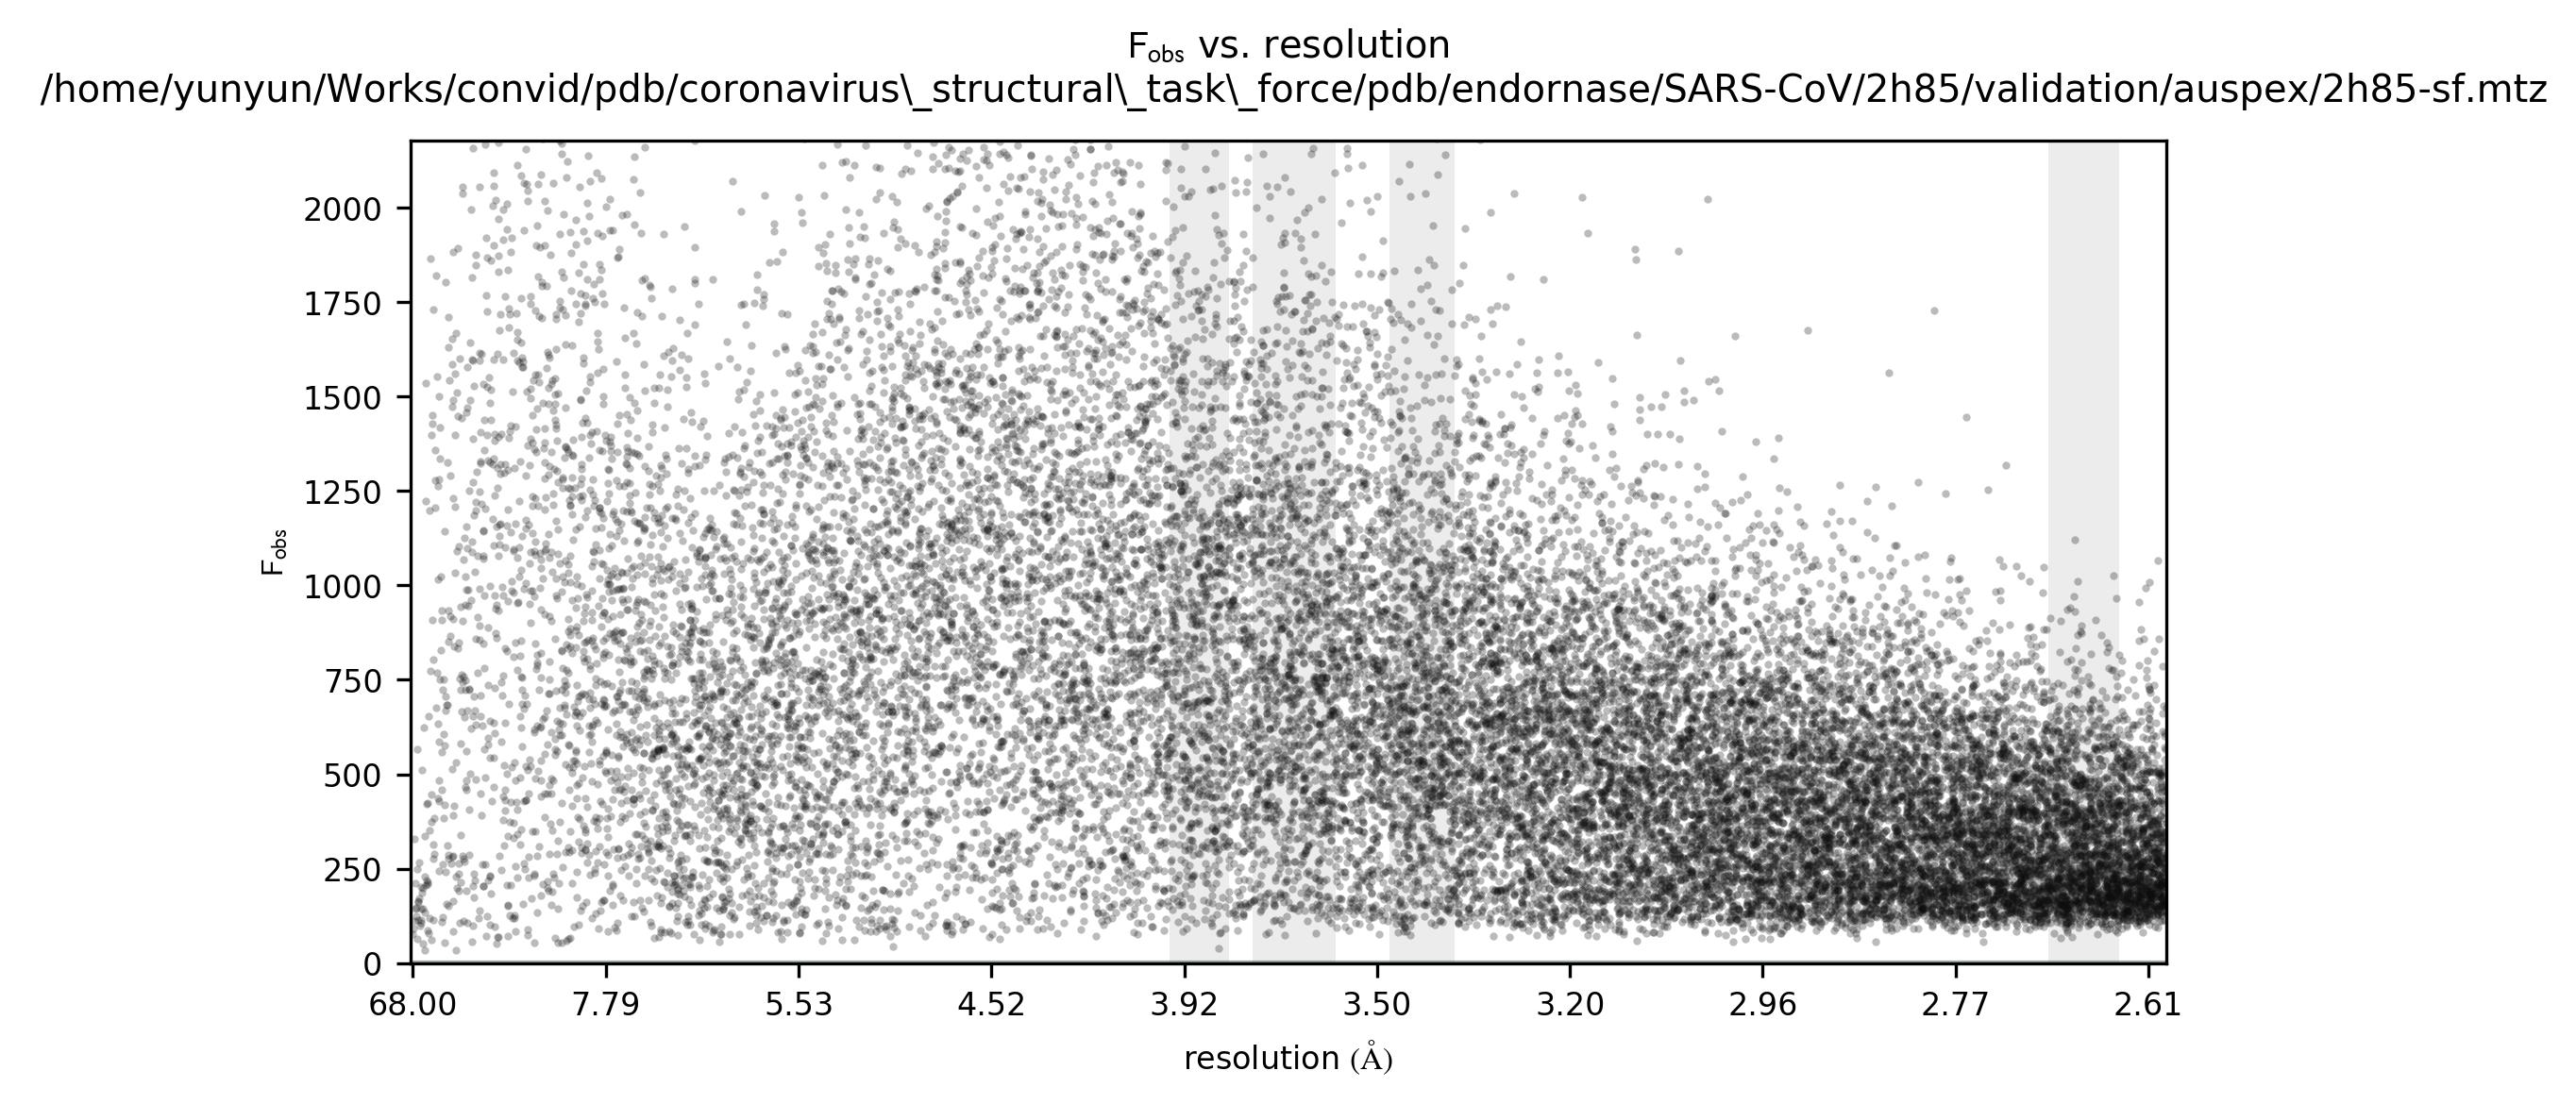 Fobs vs. resolution
/home/yunyun/Works/convid/pdb/coronavirus\_structural\_task\_force/pdb/endornase/SARS-CoV/2h85/validation/auspex/2h85-sf.mtz
2000
1750
1500
1250
1000
750
500
250
0
Fobs
68.00 7.79 5.53 4.52 3.92 3.50 3.20 2.96 2.77 2.61
resolution (Å)